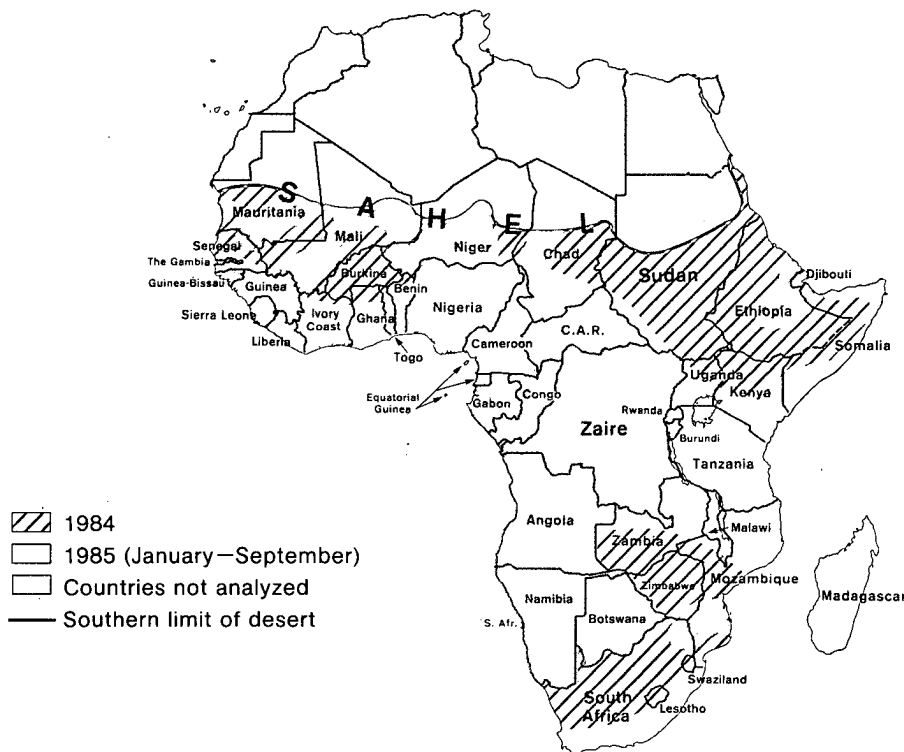 S A H E L
Mauritania
Mali
Niger
Chad
Sudan
Senegal
The Gambia
Guinea-Bissau
Guinea
Sierra Leone
Liberia
Ivory
Coast
Burkina
Ghana
Togo
Benin
Nigeria
Cameroon
C.A.R.
Equatorial
Guinea
Gabon
Congo
Zaire
Djibouti
Ethiopia
Somalia
Uganda
Kenya
Rwanda
Burundi
Tanzania
Angola
Zambia
Malawi
Mozambique
Zimbabwe
Madagascar
Namibia
S. Afr.
Botswana
Swaziland
South
Africa
Lesotho
1984
1985 (January—September)
Countries not analyzed
Southern limit of desert